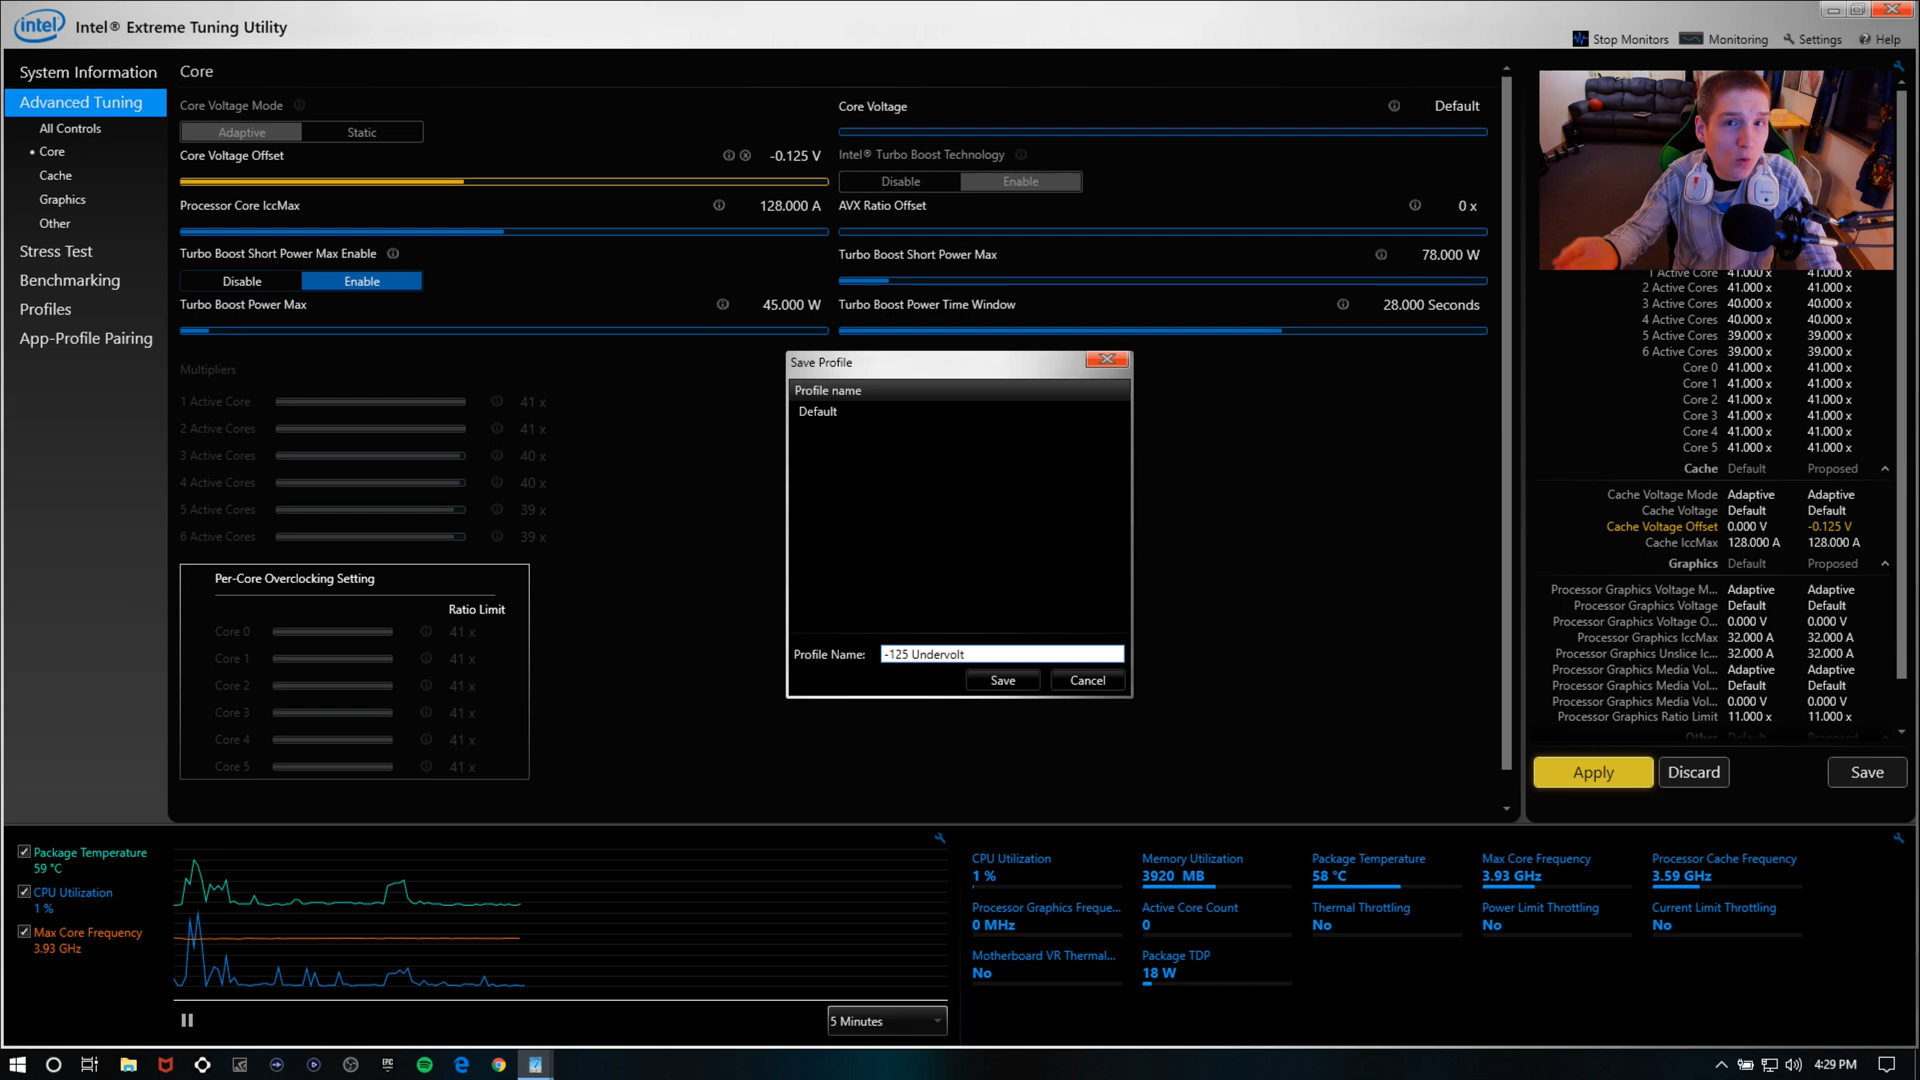 intel Intel® Extreme Tuning Utility
Stop Monitors Monitoring Settings Help
System Information
Advanced Tuning
All Controls
• Core
Cache
Graphics
Other
Stress Test
Benchmarking
Profiles
App-Profile Pairing
Core
Core Voltage Mode
Adaptive Static
Core Voltage Default
Core Voltage Offset -0.125 V
Intel® Turbo Boost Technology
Disable Enable
Processor Core IccMax 128.000 A
AVX Ratio Offset 0 x
Turbo Boost Short Power Max Enable
Disable Enable
Turbo Boost Short Power Max 78.000 W
Turbo Boost Power Max 45.000 W
Turbo Boost Power Time Window 28.000 Seconds
Multipliers
1 Active Core 41 x
2 Active Cores 41 x
3 Active Cores 40 x
4 Active Cores 40 x
5 Active Cores 39 x
6 Active Cores 39 x
Per-Core Overclocking Setting
Ratio Limit
Core 0 41 x
Core 1 41 x
Core 2 41 x
Core 3 41 x
Core 4 41 x
Core 5 41 x
Save Profile
Profile name
Default
Profile Name: -125 Undervolt
Save Cancel
1 Active Core 41.000 x 41.000 x
2 Active Cores 41.000 x 41.000 x
3 Active Cores 40.000 x 40.000 x
4 Active Cores 40.000 x 40.000 x
5 Active Cores 39.000 x 39.000 x
6 Active Cores 39.000 x 39.000 x
Core 0 41.000 x 41.000 x
Core 1 41.000 x 41.000 x
Core 2 41.000 x 41.000 x
Core 3 41.000 x 41.000 x
Core 4 41.000 x 41.000 x
Core 5 41.000 x 41.000 x
Cache Default Proposed
Cache Voltage Mode Adaptive Adaptive
Cache Voltage Default Default
Cache Voltage Offset 0.000 V -0.125 V
Cache IccMax 128.000 A 128.000 A
Graphics Default Proposed
Processor Graphics Voltage M... Adaptive Adaptive
Processor Graphics Voltage Default Default
Processor Graphics Voltage O... 0.000 V 0.000 V
Processor Graphics IccMax 32.000 A 32.000 A
Processor Graphics Unslice Ic... 32.000 A 32.000 A
Processor Graphics Media Vol... Adaptive Adaptive
Processor Graphics Media Vol... Default Default
Processor Graphics Media Vol... 0.000 V 0.000 V
Processor Graphics Ratio Limit 11.000 x 11.000 x
Other Default Proposed
Apply Discard Save
Package Temperature
59 °C
CPU Utilization
1 %
Max Core Frequency
3.93 GHz
5 Minutes
CPU Utilization Memory Utilization Package Temperature Max Core Frequency Processor Cache Frequency
1 % 3920 MB 58 °C 3.93 GHz 3.59 GHz
Processor Graphics Freque... Active Core Count Thermal Throttling Power Limit Throttling Current Limit Throttling
0 MHz 0 No No No
Motherboard VR Thermal... Package TDP
No 18 W
EPIC
4:29 PM